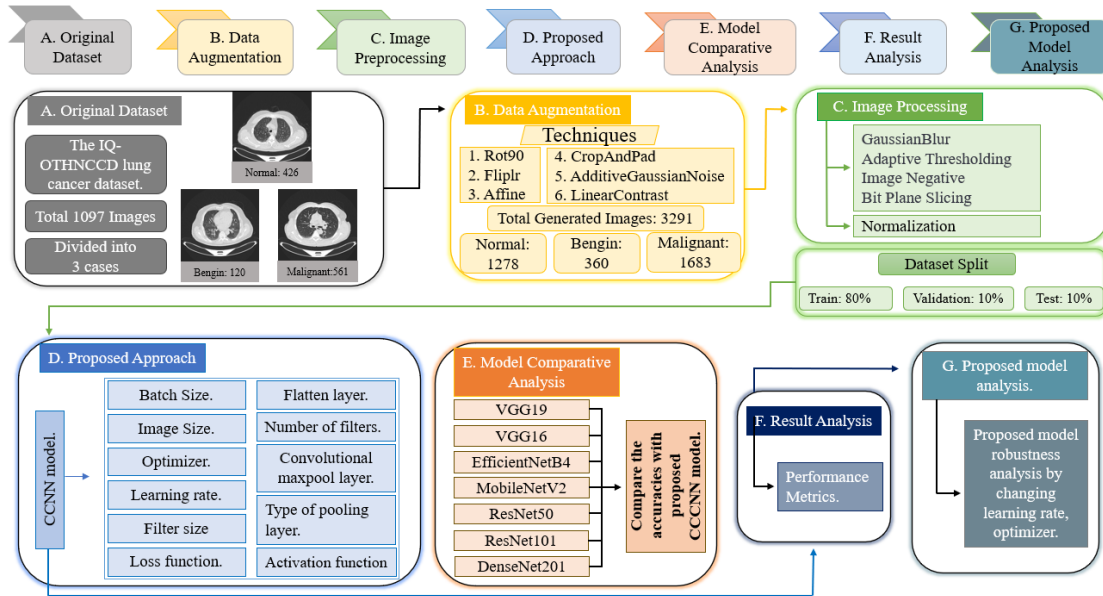 A. Original
Dataset
B. Data
Augmentation
C. Image
Preprocessing
D. Proposed
Approach
E. Model
Comparative
Analysis
F. Result
Analysis
G. Proposed
Model
Analysis
A. Original Dataset
The IQ-
OTHNCCD lung
cancer dataset.
Total 1097 Images
Divided into
3 cases
Normal: 426
Bengin: 120
Malignant:561
B. Data Augmentation
Techniques
1. Rot90
2. Fliplr
3. Affine
4. CropAndPad
5. AdditiveGaussianNoise
6. LinearContrast
Total Generated Images: 3291
Normal:
1278
Bengin:
360
Malignant:
1683
C. Image Processing
GaussianBlur
Adaptive Thresholding
Image Negative
Bit Plane Slicing
Normalization
Dataset Split
Train: 80%
Validation: 10%
Test: 10%
D. Proposed Approach
CCNN model.
Batch Size.
Image Size.
Optimizer.
Learning rate.
Filter size
Loss function.
Flatten layer.
Number of filters.
Convolutional
maxpool layer.
Type of pooling
layer.
Activation function
E. Model Comparative
Analysis
VGG19
VGG16
EfficientNetB4
MobileNetV2
ResNet50
ResNet101
DenseNet201
Compare the
accuracies with
proposed
CCCNN model.
F. Result Analysis
Performance
Metrics.
G. Proposed model
analysis.
Proposed model
robustness
analysis by
changing
learning rate,
optimizer.